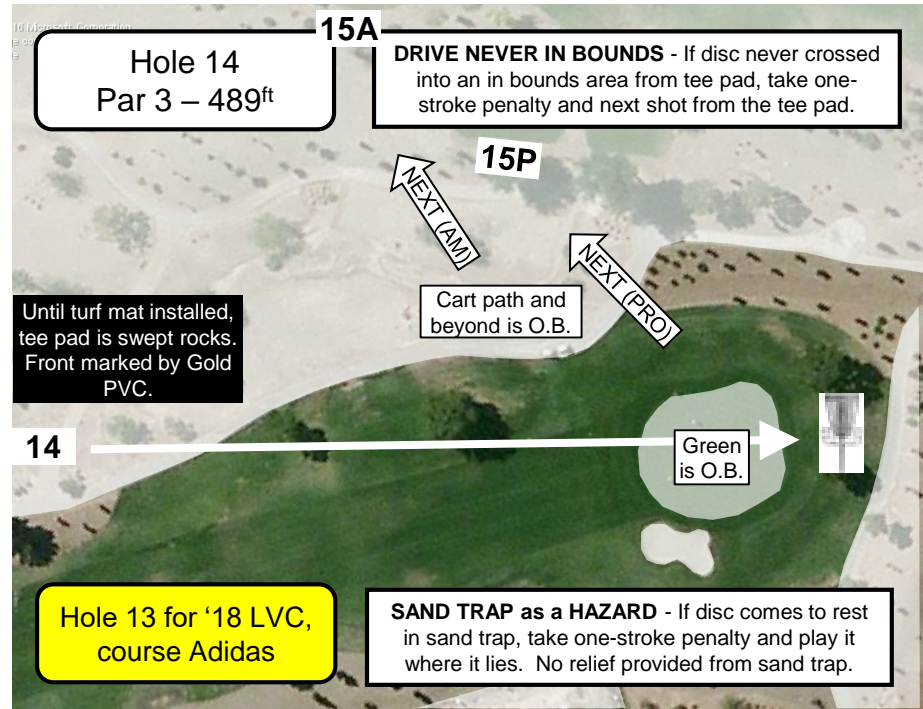 16 Microsoft Corporation
15A
Hole 14
Par 3 – 489ft
DRIVE NEVER IN BOUNDS - If disc never crossed
into an in bounds area from tee pad, take one-
stroke penalty and next shot from the tee pad.
15P
NEXT (AM)
NEXT (PRO)
Cart path and
beyond is O.B.
Until turf mat installed,
tee pad is swept rocks.
Front marked by Gold
PVC.
14
Green
is O.B.
Hole 13 for ‘18 LVC,
course Adidas
SAND TRAP as a HAZARD - If disc comes to rest
in sand trap, take one-stroke penalty and play it
where it lies.  No relief provided from sand trap.